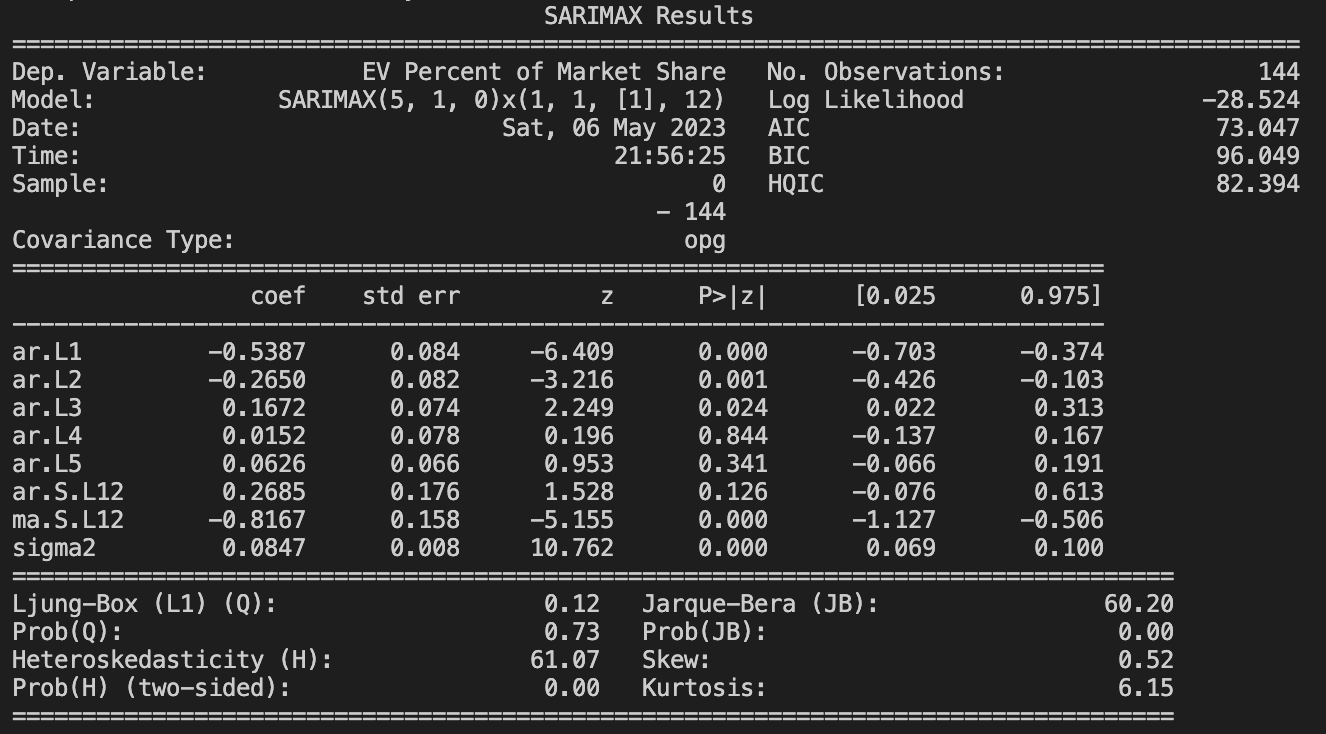 SARIMAX Results
==============================================================================================
Dep. Variable: EV Percent of Market Share No. Observations: 144
Model: SARIMAX(5, 1, 0)x(1, 1, [1], 12) Log Likelihood -28.524
Date: Sat, 06 May 2023 AIC 73.047
Time: 21:56:25 BIC 96.049
Sample: 0 HQIC 82.394
- 144
Covariance Type: opg
==============================================================================
coef std err z P>|z| [0.025 0.975]
------------------------------------------------------------------------------
ar.L1 -0.5387 0.084 -6.409 0.000 -0.703 -0.374
ar.L2 -0.2650 0.082 -3.216 0.001 -0.426 -0.103
ar.L3 0.1672 0.074 2.249 0.024 0.022 0.313
ar.L4 0.0152 0.078 0.196 0.844 -0.137 0.167
ar.L5 0.0626 0.066 0.953 0.341 -0.066 0.191
ar.S.L12 0.2685 0.176 1.528 0.126 -0.076 0.613
ma.S.L12 -0.8167 0.158 -5.155 0.000 -1.127 -0.506
sigma2 0.0847 0.008 10.762 0.000 0.069 0.100
===================================================================================
Ljung-Box (L1) (Q): 0.12 Jarque-Bera (JB): 60.20
Prob(Q): 0.73 Prob(JB): 0.00
Heteroskedasticity (H): 61.07 Skew: 0.52
Prob(H) (two-sided): 0.00 Kurtosis: 6.15
===================================================================================